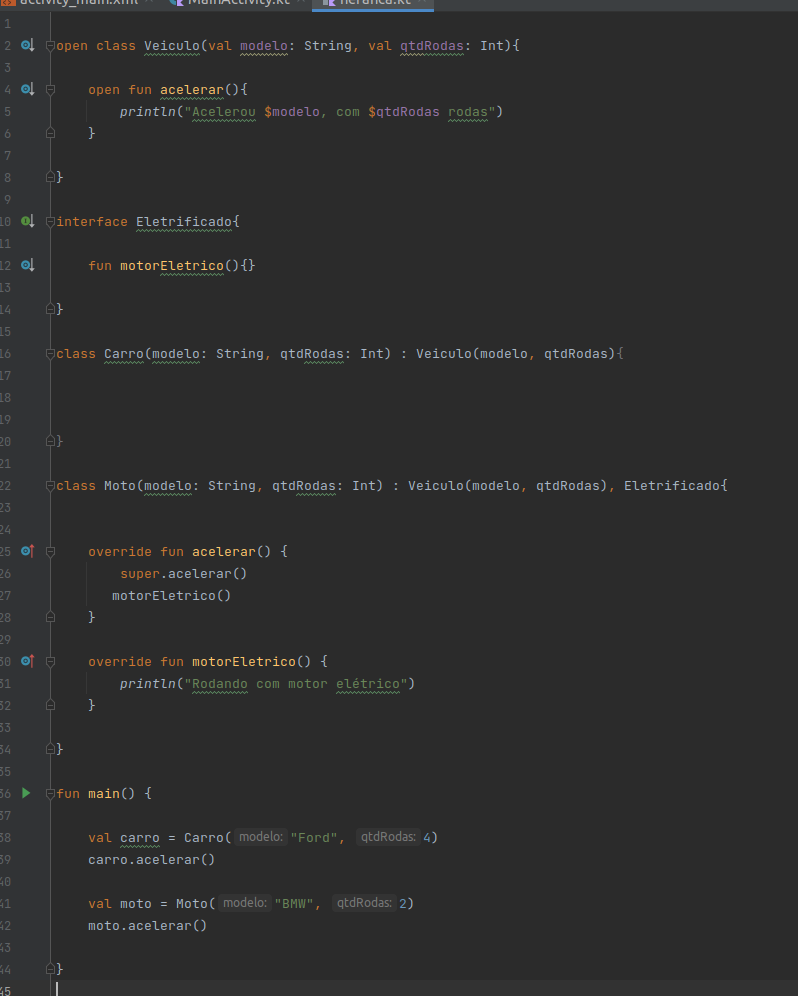 activity_main.xml MainActivity.kt heranca.kt
1
2 open class Veiculo(val modelo: String, val qtdRodas: Int){
3
4 open fun acelerar(){
5 println("Acelerou $modelo, com $qtdRodas rodas")
6 }
7
8 }
9
10 interface Eletrificado{
11
12 fun motorEletrico(){}
13
14 }
15
16 class Carro(modelo: String, qtdRodas: Int) : Veiculo(modelo, qtdRodas){
17
18
19
20 }
21
22 class Moto(modelo: String, qtdRodas: Int) : Veiculo(modelo, qtdRodas), Eletrificado{
23
24
25 override fun acelerar() {
26 super.acelerar()
27 motorEletrico()
28 }
29
30 override fun motorEletrico() {
31 println("Rodando com motor elétrico")
32 }
33
34 }
35
36 fun main() {
37
38 val carro = Carro( modelo: "Ford", qtdRodas: 4)
39 carro.acelerar()
40
41 val moto = Moto( modelo: "BMW", qtdRodas: 2)
42 moto.acelerar()
43
44 }
45